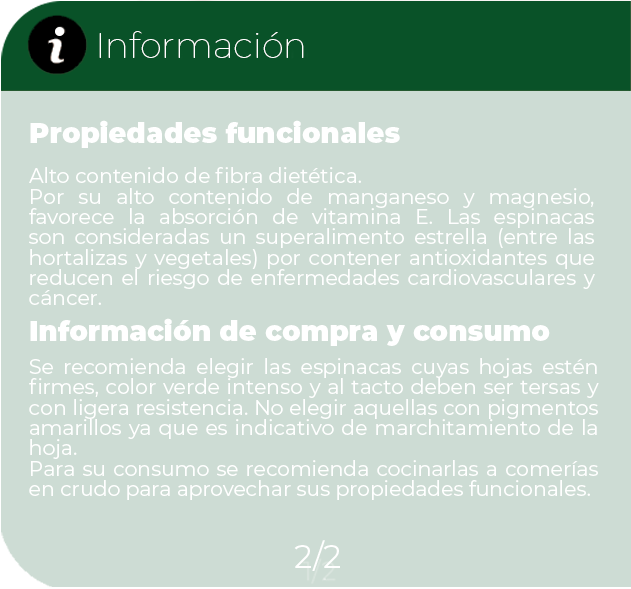 Información
Propiedades funcionales
Alto contenido de fibra dietética.
Por su alto contenido de manganeso y magnesio,
favorece la absorción de vitamina E. Las espinacas
son consideradas un superalimento estrella (entre las
hortalizas y vegetales) por contener antioxidantes que
reducen el riesgo de enfermedades cardiovasculares y
cáncer.
Información de compra y consumo
Se recomienda elegir las espinacas cuyas hojas estén
firmes, color verde intenso y al tacto deben ser tersas y
con ligera resistencia. No elegir aquellas con pigmentos
amarillos ya que es indicativo de marchitamiento de la
hoja.
Para su consumo se recomienda cocinarlas a comerías
en crudo para aprovechar sus propiedades funcionales.
2/2
1/2